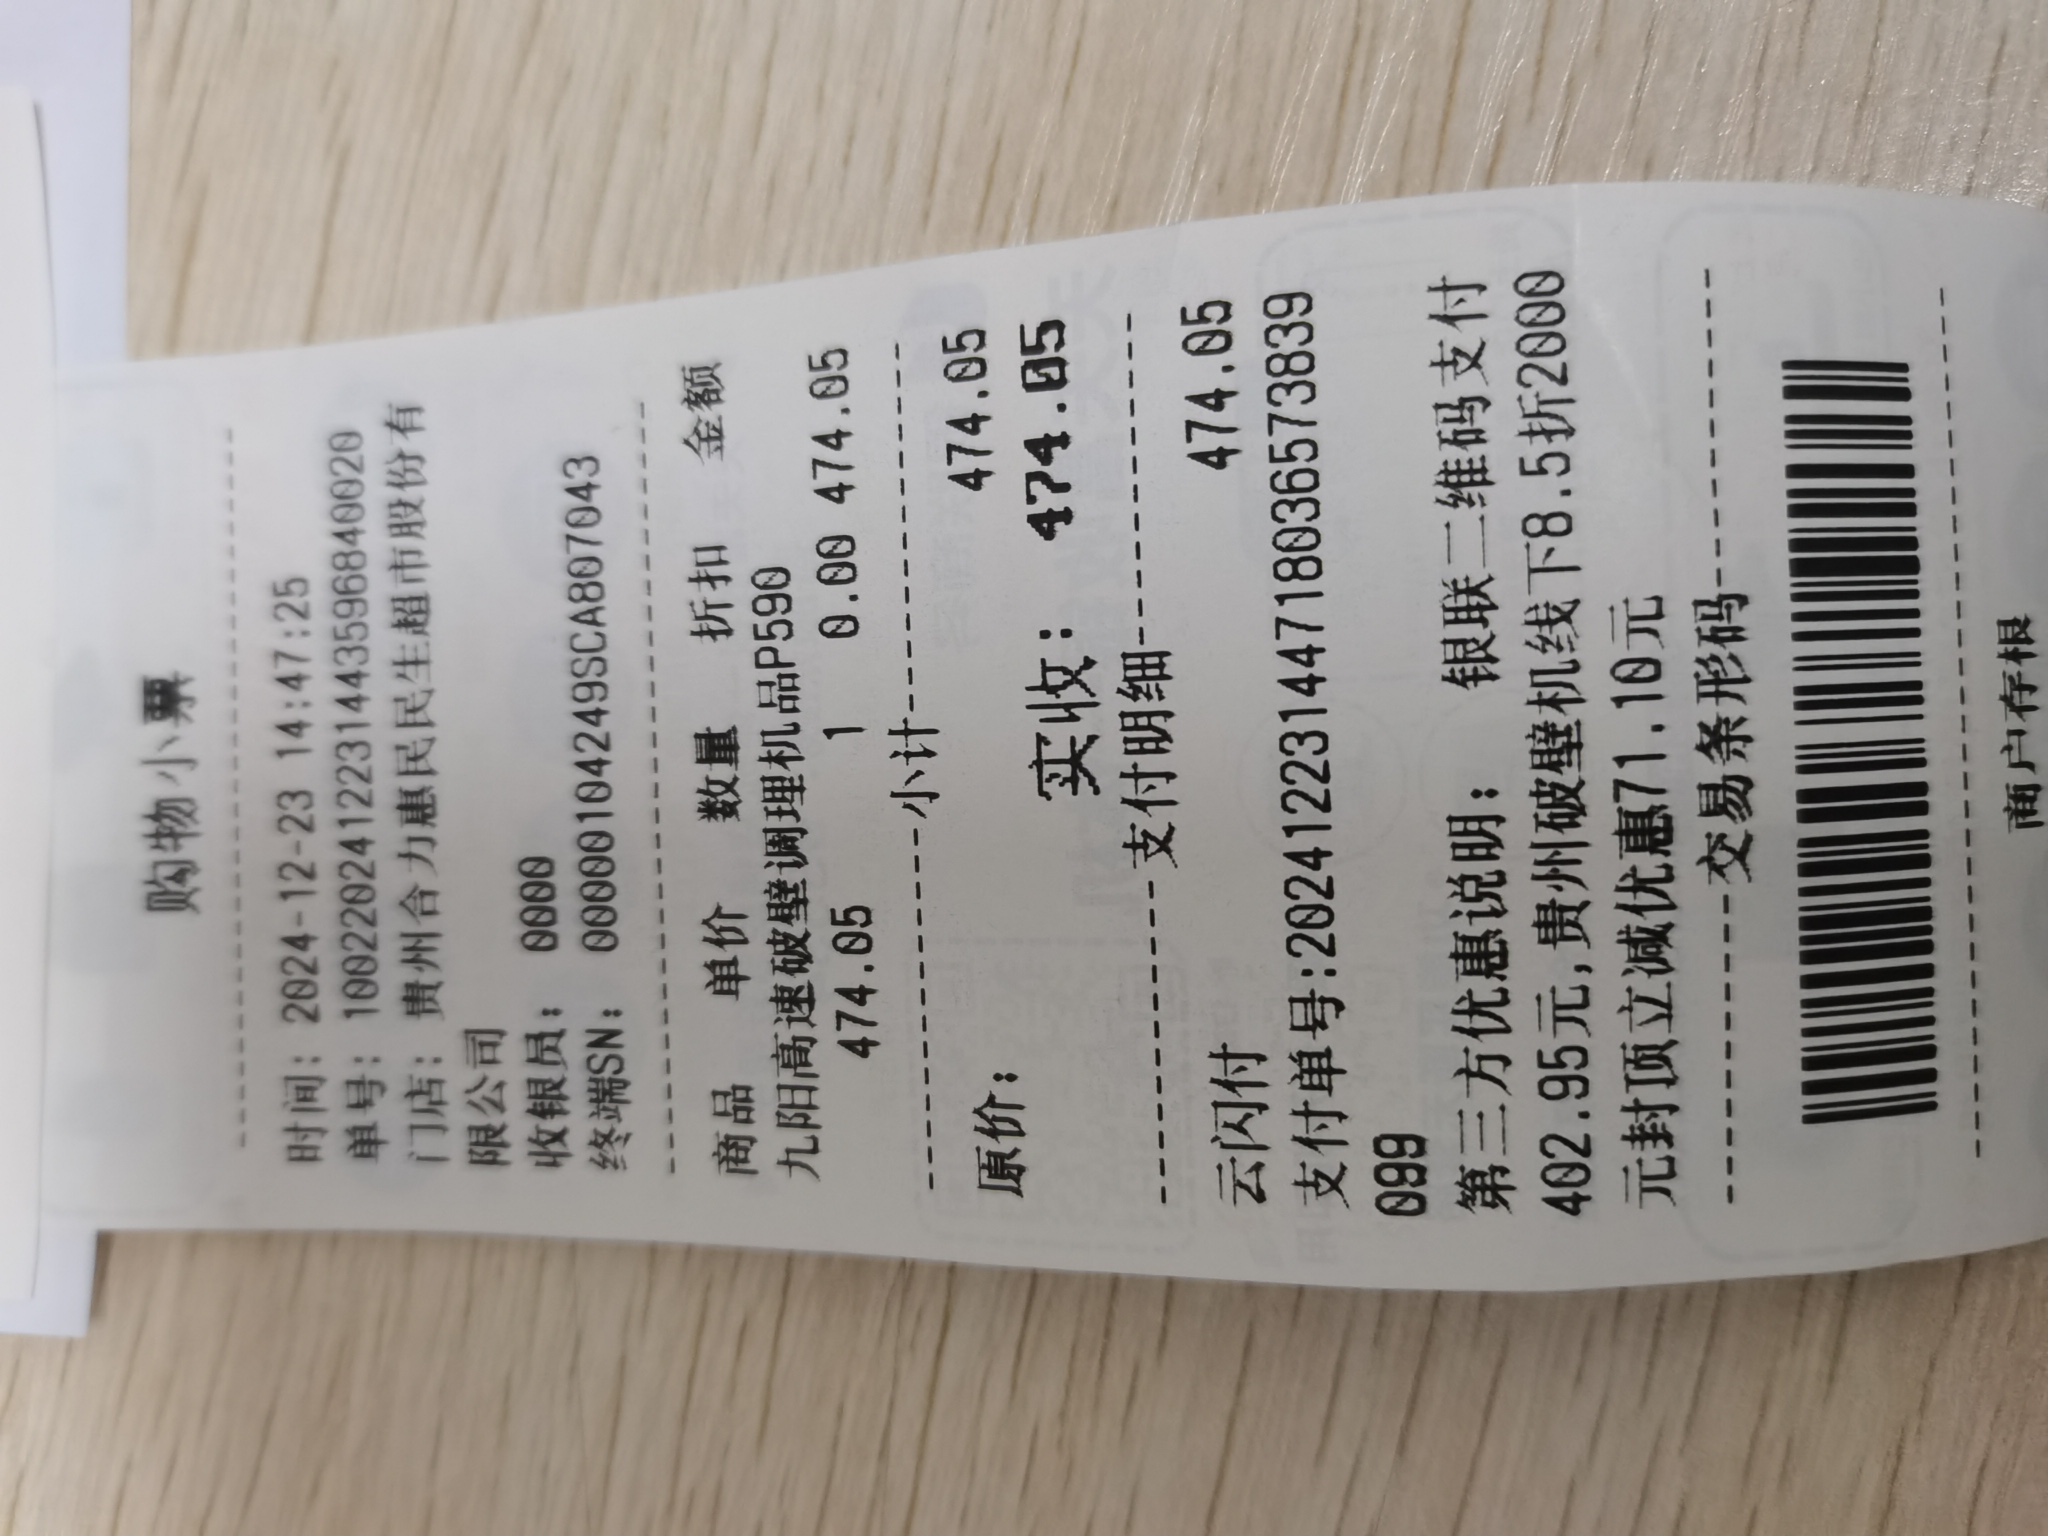 购物小票
时间: 2024-12-23 14:47:25
单号: 1002202412231443596840020
门店: 贵州合力惠民民生超市股份有
限公司
收银员: 0000
终端SN: 00000104249SCA807043
商品 单价 数量 折扣 金额
九阳高速破壁调理机品P590
474.05 1 0.00 474.05
小计
原价: 474.05
实收: 474.05
支付明细
云闪付 474.05
支付单号:20241223144718036573839
099
第三方优惠说明: 银联二维码支付
402.95元,贵州破壁机线下8.5折2000
元封顶立减优惠71.10元
交易条形码
商户存根